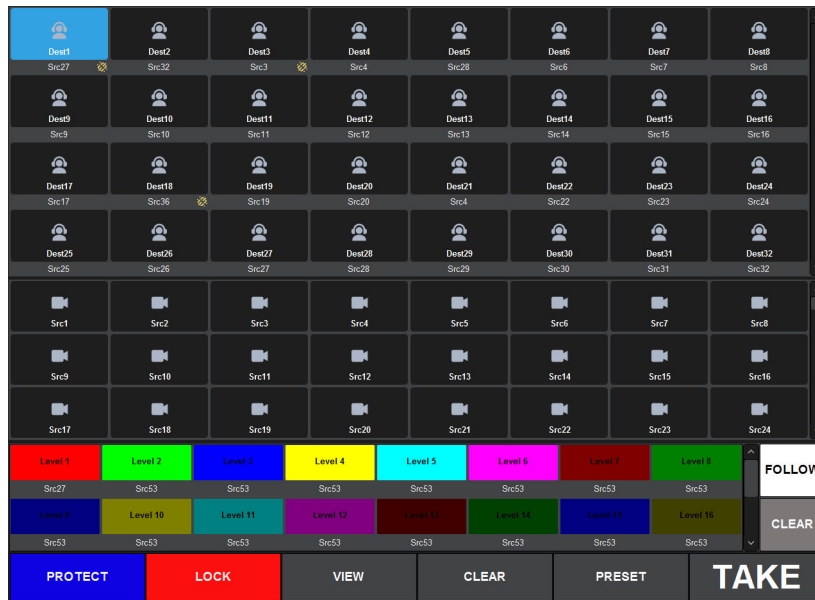 Dest1 Dest2 Dest3 Dest4 Dest5 Dest6 Dest7 Dest8
Src27 Src32 Src3 Src4 Src28 Src6 Src7 Src8
Dest9 Dest10 Dest11 Dest12 Dest13 Dest14 Dest15 Dest16
Src9 Src10 Src11 Src12 Src13 Src14 Src15 Src16
Dest17 Dest18 Dest19 Dest20 Dest21 Dest22 Dest23 Dest24
Src17 Src36 Src19 Src20 Src4 Src22 Src23 Src24
Dest25 Dest26 Dest27 Dest28 Dest29 Dest30 Dest31 Dest32
Src25 Src26 Src27 Src28 Src29 Src30 Src31 Src32
Src1 Src2 Src3 Src4 Src5 Src6 Src7 Src8
Src9 Src10 Src11 Src12 Src13 Src14 Src15 Src16
Src17 Src18 Src19 Src20 Src21 Src22 Src23 Src24
Level 1 Level 2 Level 3 Level 4 Level 5 Level 6 Level 7 Level 8
FOLLOW
Src27 Src53 Src53 Src53 Src53 Src53 Src53 Src53
Level 9 Level 10 Level 11 Level 12 Level 13 Level 14 Level 15 Level 16
CLEAR
Src53 Src53 Src53 Src53 Src53 Src53 Src53 Src53
PROTECT LOCK VIEW CLEAR PRESET TAKE